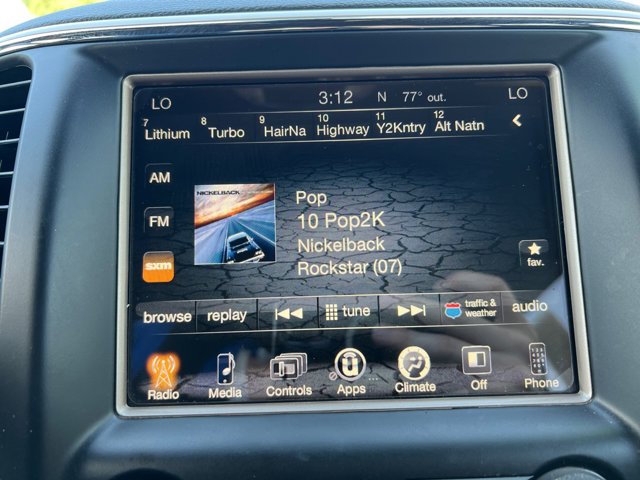 LO 3:12 N 77° out. LO
7 Lithium 8 Turbo 9 HairNa 10 Highway 11 Y2Kntry 12 Alt Natn
AM
FM
sxm
NICKELBACK
Pop
10 Pop2K
Nickelback
Rockstar (07)
fav.
browse replay tune traffic & weather audio
Radio Media Controls Apps Climate Off Phone